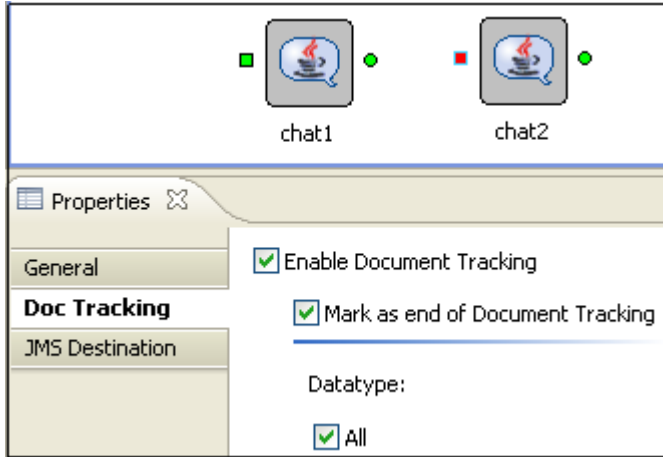 chat1
chat2
Properties
General
Doc Tracking
JMS Destination
Enable Document Tracking
Mark as end of Document Tracking
Datatype:
All